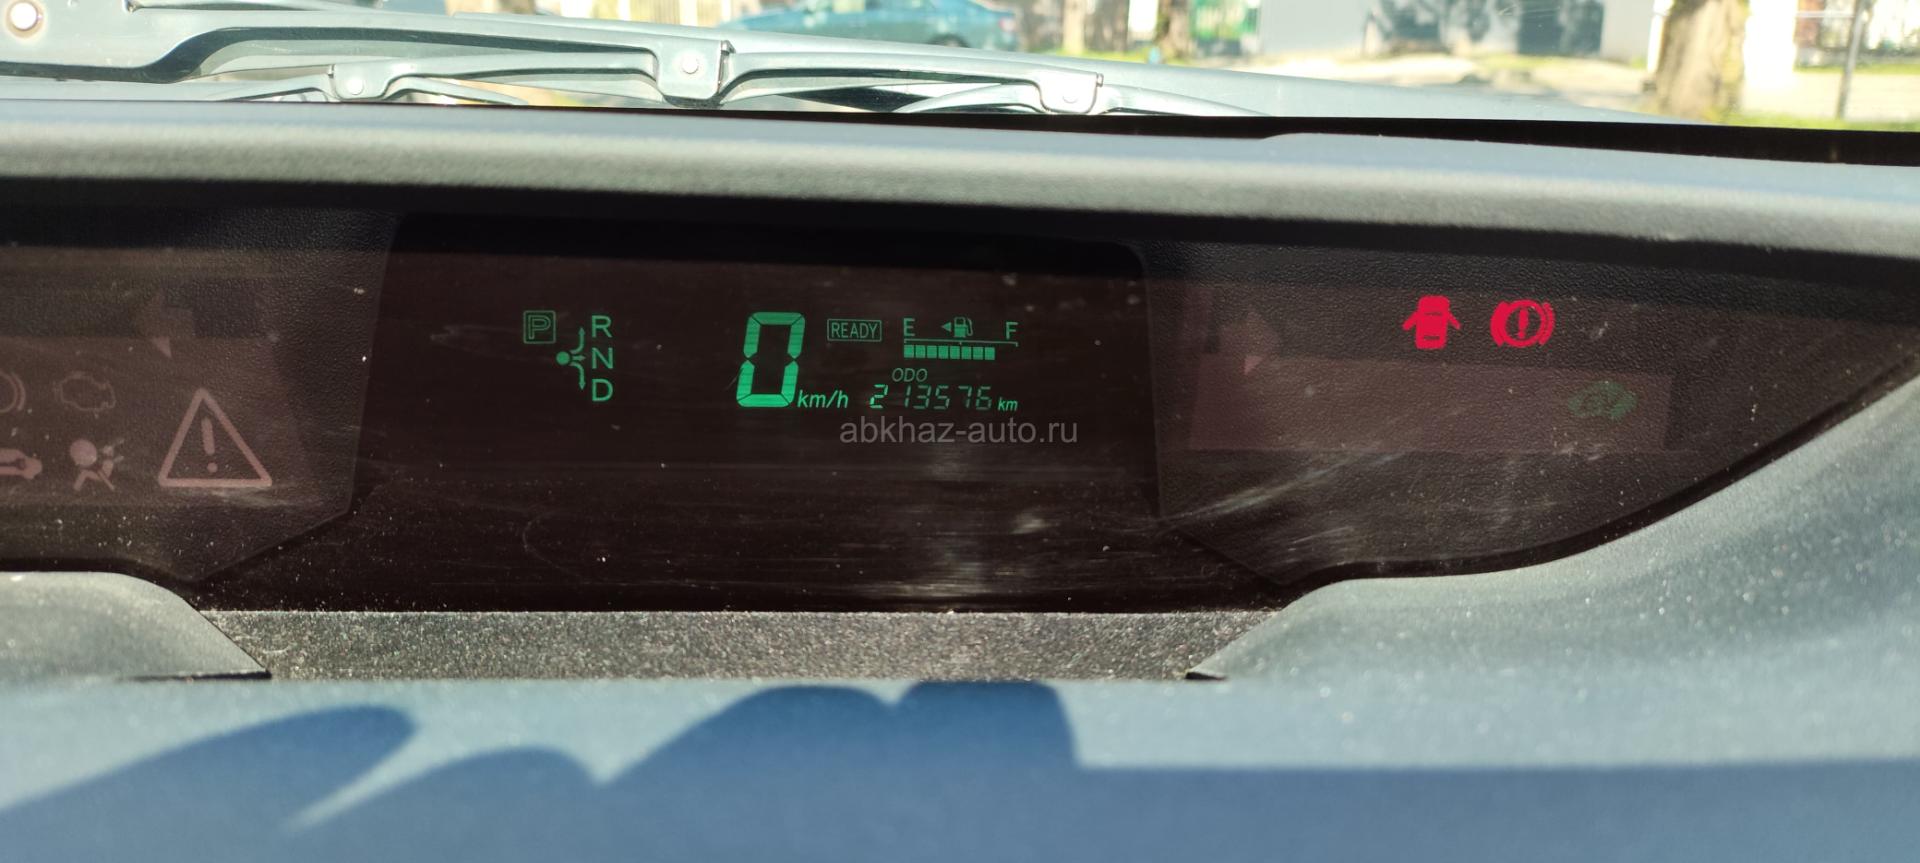 P R
N
D
0 km/h
READY
E F
ODO
213576 km
abkhaz-auto.ru